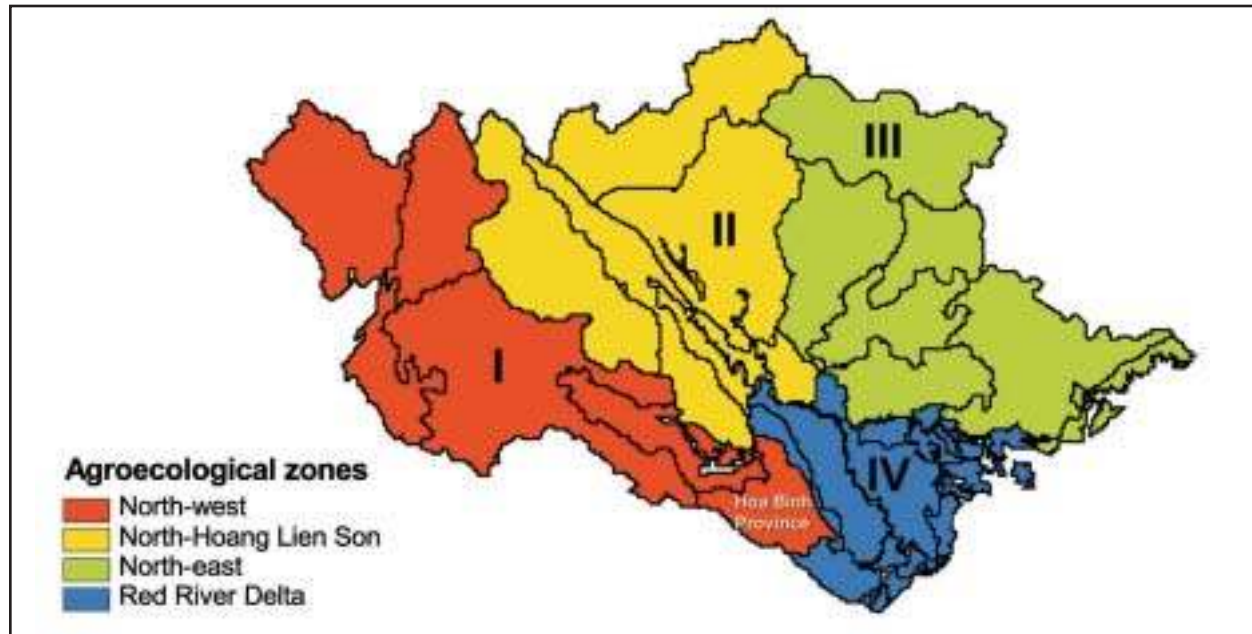 III
II
I
IV
Hoa Binh
Province
Agroecological zones
North-west
North-Hoang Lien Son
North-east
Red River Delta